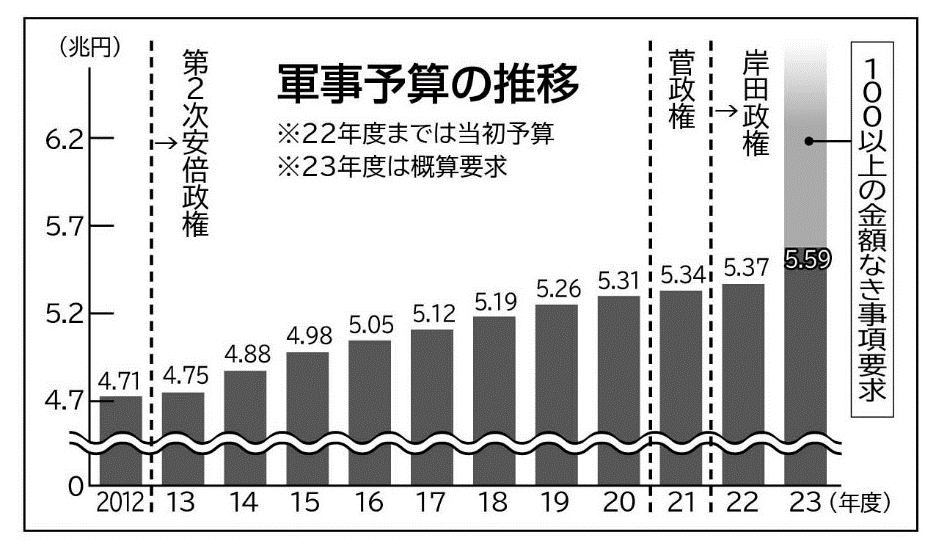 (兆円)
軍事予算の推移
※22年度までは当初予算
※23年度は概算要求
→第2次安倍政権
菅政権
→岸田政権
100以上の金額なき事項要求
6.2
5.7
5.2
4.7
0
4.71
4.75
4.88
4.98
5.05
5.12
5.19
5.26
5.31
5.34
5.37
5.59
2012 13 14 15 16 17 18 19 20 21 22 23 (年度)